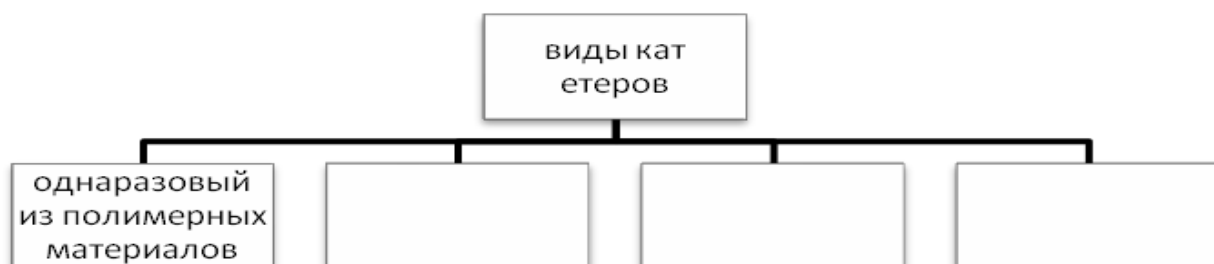 виды кат
етеров
однаразовый
из полимерных
материалов